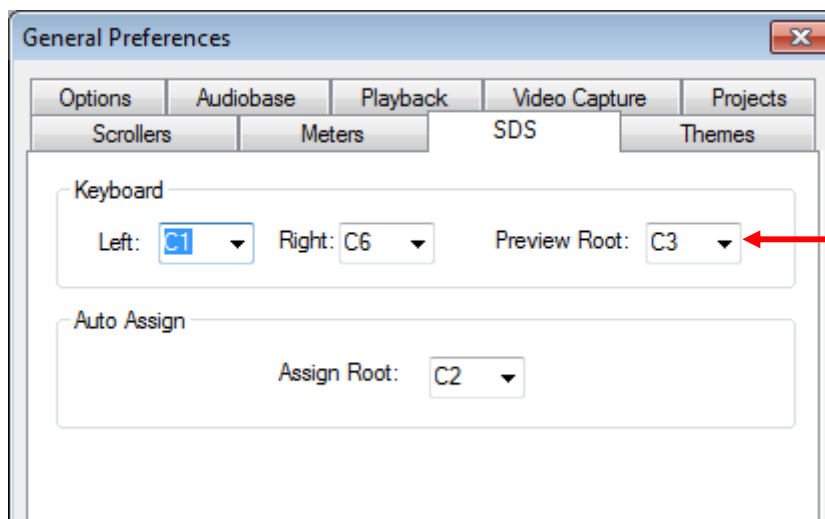 General Preferences
Options Audiobase Playback Video Capture Projects
Scrollers Meters SDS Themes
Keyboard
Left: C1 Right: C6 Preview Root: C3
Auto Assign
Assign Root: C2